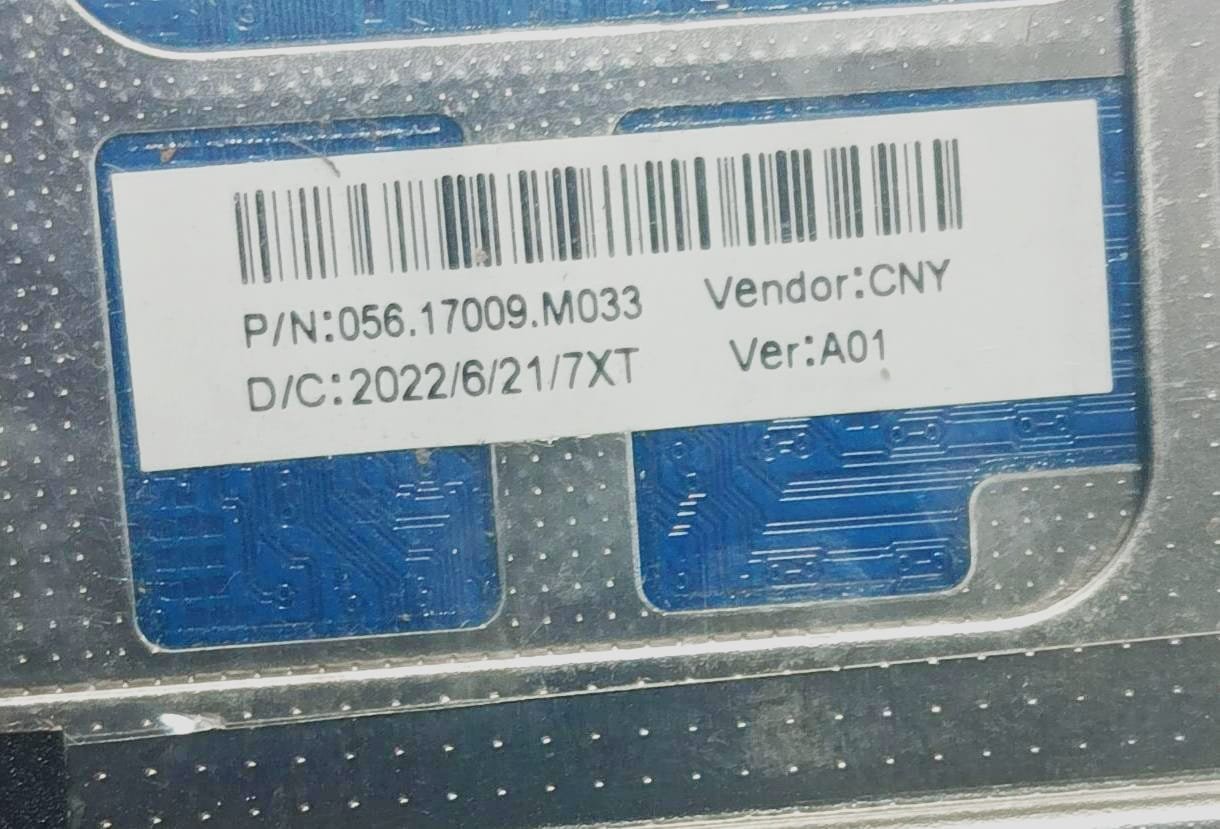 P/N:056.17009.M033 Vendor:CNY
D/C:2022/6/21/7XT Ver:A01